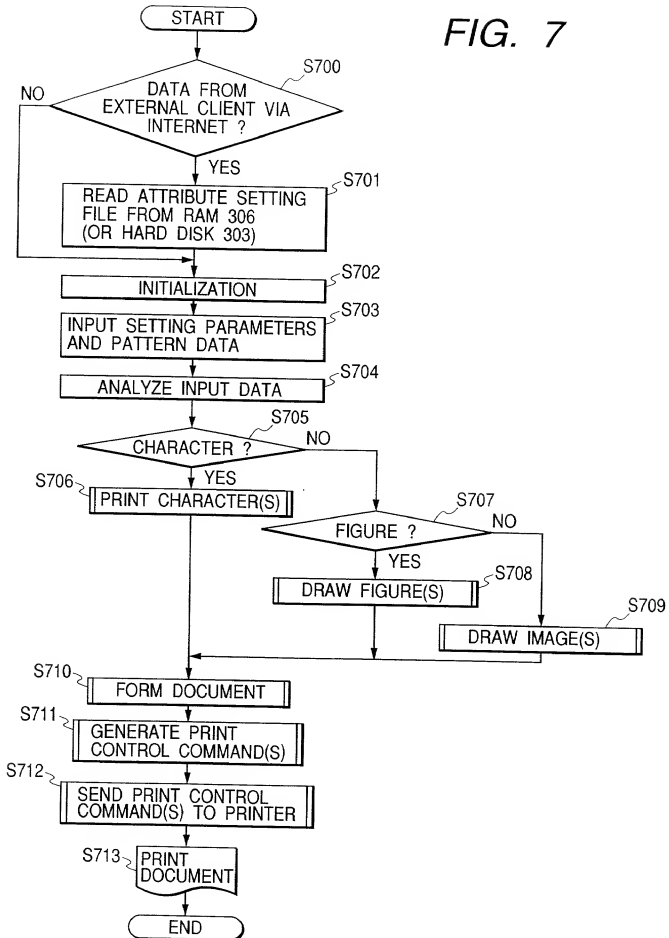 START
FIG. 7
S700
DATA FROM
EXTERNAL CLIENT VIA
INTERNET ?
NO
YES
S701
READ ATTRIBUTE SETTING
FILE FROM RAM 306
(OR HARD DISK 303)
S702
INITIALIZATION
S703
INPUT SETTING PARAMETERS
AND PATTERN DATA
S704
ANALYZE INPUT DATA
S705
CHARACTER ?
NO
YES
S706
PRINT CHARACTER(S)
S707
FIGURE ?
NO
YES
S708
DRAW FIGURE(S)
S709
DRAW IMAGE(S)
S710
FORM DOCUMENT
S711
GENERATE PRINT
CONTROL COMMAND(S)
S712
SEND PRINT CONTROL
COMMAND(S) TO PRINTER
S713
PRINT
DOCUMENT
END